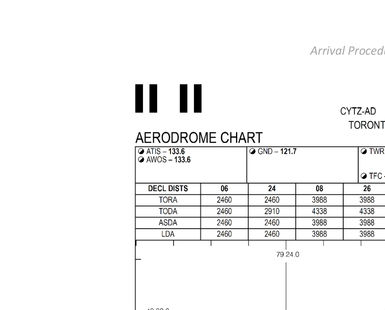 Arrival Proced
CYTZ-AD
TORONT
AERODROME CHART
ATIS – 133.6 GND – 121.7 TWR
AWOS – 133.6
TFC -
DECL DISTS 06 24 08 26
TORA 2460 2460 3988 3988
TODA 2460 2910 4338 4338
ASDA 2460 2460 3988 3988
LDA 2460 2460 3988 3988
79 24.0